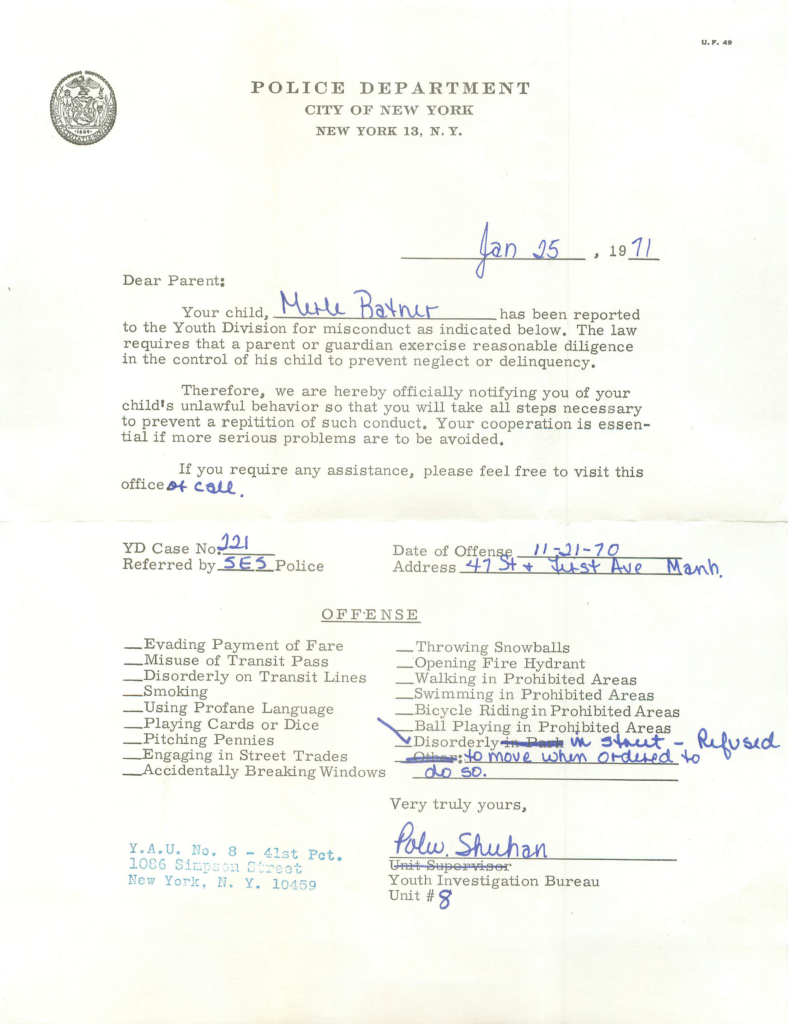 U.F. 49
POLICE DEPARTMENT
CITY OF NEW YORK
NEW YORK 13, N. Y.
·1664·
Jan 25, 1971
Dear Parent:
Your child, Merle Ratner has been reported
to the Youth Division for misconduct as indicated below. The law
requires that a parent or guardian exercise reasonable diligence
in the control of his child to prevent neglect or delinquency.
Therefore, we are hereby officially notifying you of your
child's unlawful behavior so that you will take all steps necessary
to prevent a repitition of such conduct. Your cooperation is essen-
tial if more serious problems are to be avoided.
If you require any assistance, please feel free to visit this
office or call.
YD Case No. 221 Date of Offense 11-21-70
Referred by SES Police Address 47 St + First Ave Manh.
OFFENSE
Evading Payment of Fare Throwing Snowballs
Misuse of Transit Pass Opening Fire Hydrant
Disorderly on Transit Lines Walking in Prohibited Areas
Smoking Swimming in Prohibited Areas
Using Profane Language Bicycle Riding in Prohibited Areas
Playing Cards or Dice Ball Playing in Prohibited Areas
Pitching Pennies Disorderly in Park in street - Refused
Engaging in Street Trades Other: to move when ordered to
Accidentally Breaking Windows do so.
Very truly yours,
Polw. Shuhan
Unit Supervisor
Youth Investigation Bureau
Unit # 8
Y.A.U. No. 8 - 41st Pct.
1086 Simpson Street
New York, N. Y. 10459